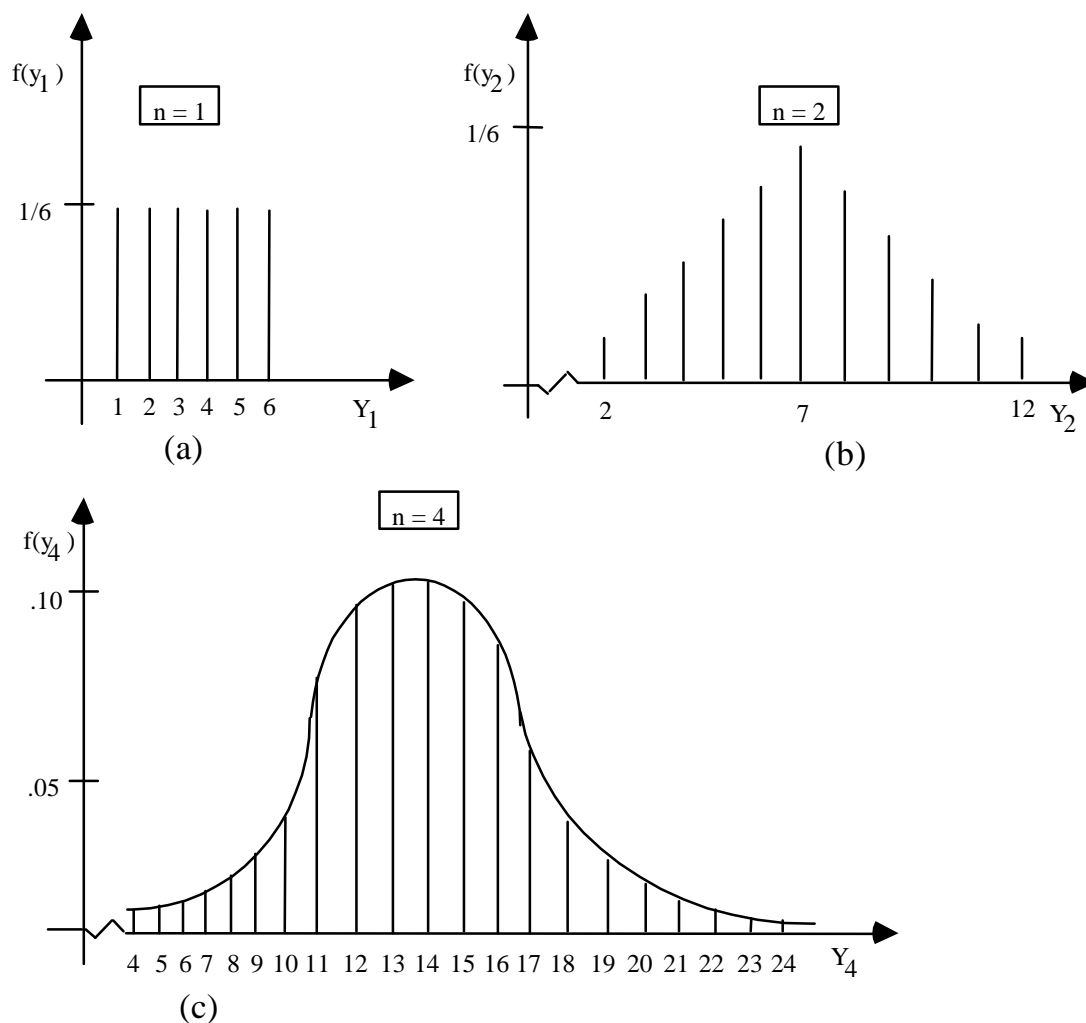 f(y1)
n = 1
1/6
1 2 3 4 5 6 Y1
(a)
f(y2)
n = 2
1/6
2 7 12 Y2
(b)
n = 4
f(y4)
.10
.05
4 5 6 7 8 9 10 11 12 13 14 15 16 17 18 19 20 21 22 23 24 Y4
(c)